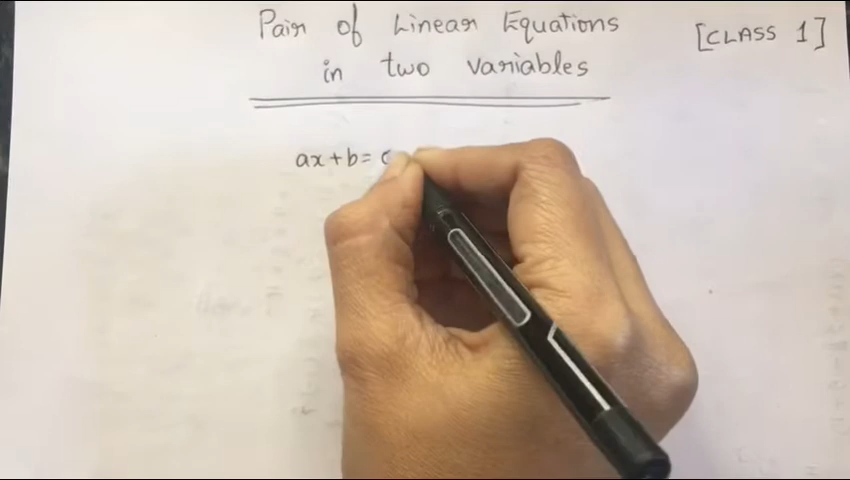 Pair of Linear Equations [CLASS 1]
in two variables
ax+b=